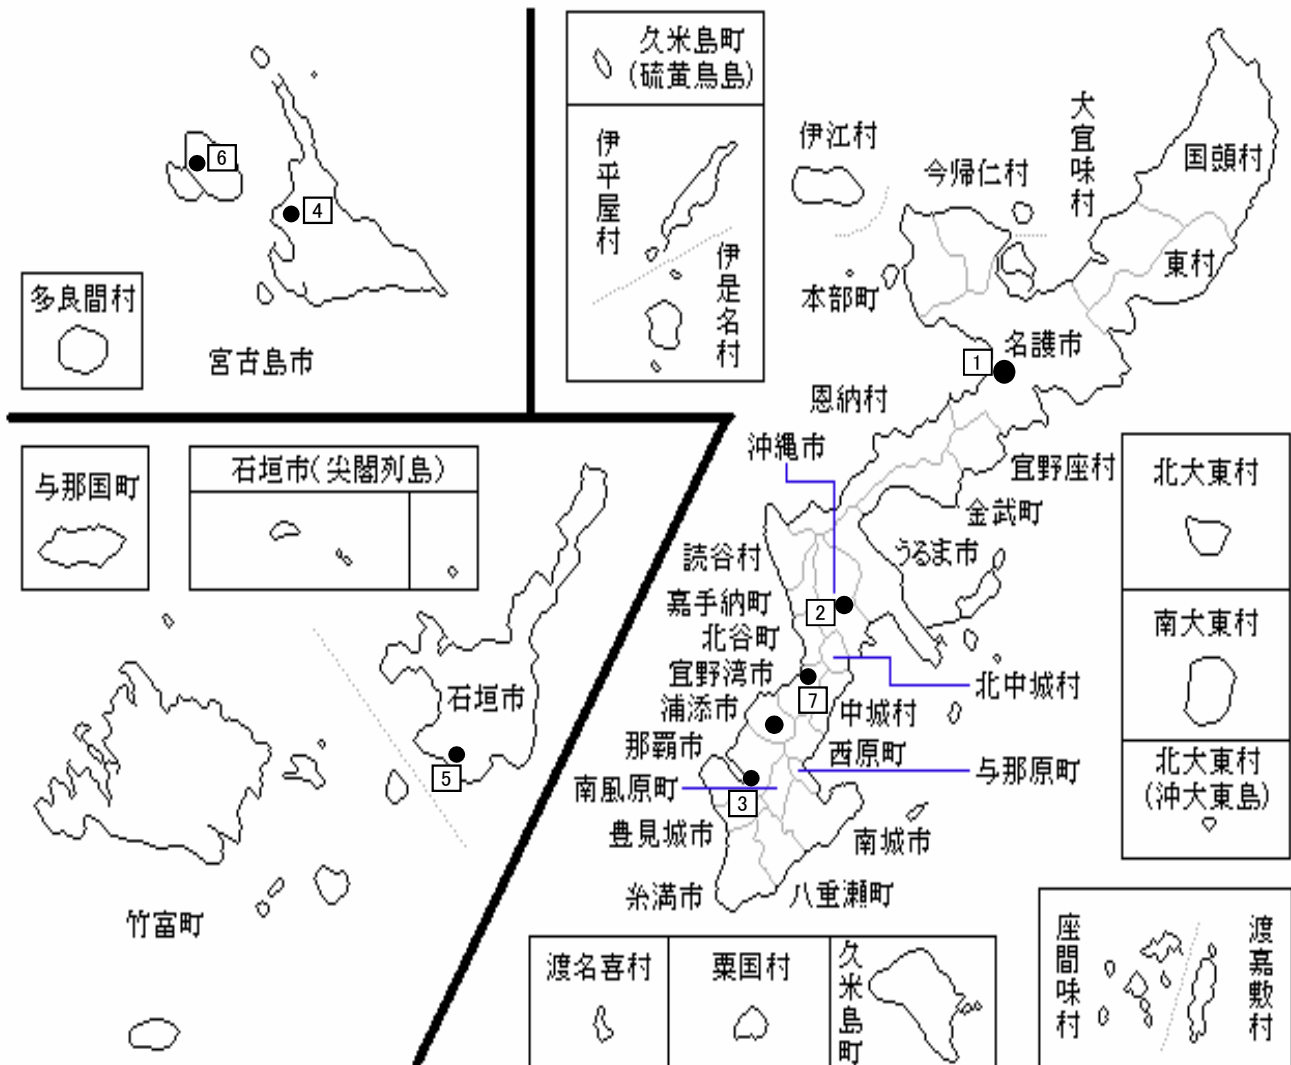 6
4
多良間村
宮古島市
久米島町
(硫黄鳥島)
伊平屋村
伊是名村
伊江村
今帰仁村
大宜味村
国頭村
東村
本部町
名護市
1
恩納村
沖縄市
宜野座村
金武町
うるま市
読谷村
嘉手納町
2
北谷町
宜野湾市
北中城村
7
浦添市
中城村
那覇市
西原町
与那原町
南風原町
3
豊見城市
南城市
糸満市
八重瀬町
北大東村
南大東村
北大東村
(沖大東島)
与那国町
石垣市(尖閣列島)
石垣市
5
竹富町
渡名喜村
粟国村
久米島町
座間味村
渡嘉敷村